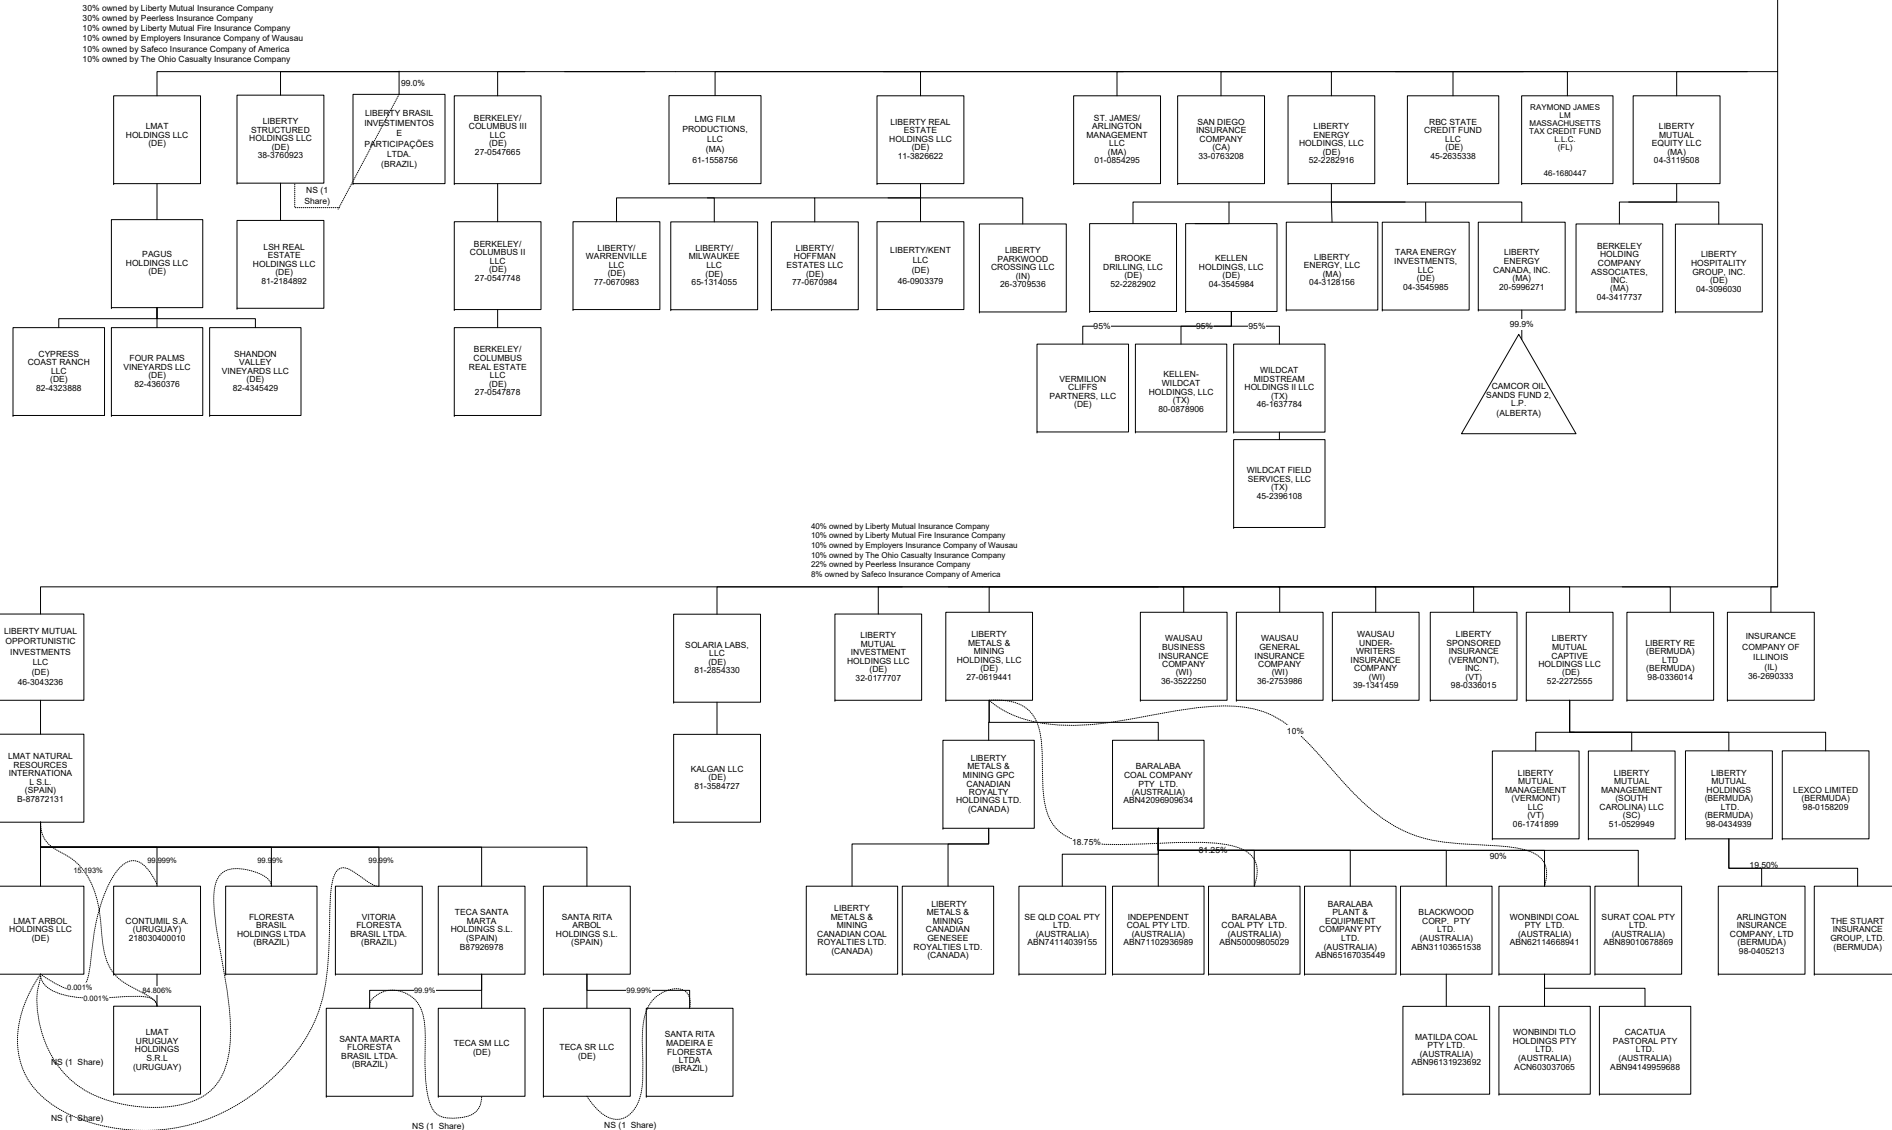 30% owned by Liberty Mutual Insurance Company
30% owned by Peerless Insurance Company
10% owned by Liberty Mutual Fire Insurance Company
10% owned by Employers Insurance Company of Wausau
10% owned by Safeco Insurance Company of America
10% owned by The Ohio Casualty Insurance Company
LMAT
HOLDINGS LLC
(DE)
LIBERTY
STRUCTURED
HOLDINGS LLC
(DE)
38-3760923
99.0%
LIBERTY BRASIL
INVESTIMENTOS
E
PARTICIPAÇÕES
LTDA.
(BRAZIL)
NS (1
Share)
BERKELEY/
COLUMBUS III
LLC
(DE)
27-0547665
LMG FILM
PRODUCTIONS,
LLC
(MA)
61-1558756
LIBERTY REAL
ESTATE
HOLDINGS LLC
(DE)
11-3826622
ST. JAMES/
ARLINGTON
MANAGEMENT
LLC
(MA)
01-0854295
SAN DIEGO
INSURANCE
COMPANY
(CA)
33-0763208
LIBERTY
ENERGY
HOLDINGS, LLC
(DE)
52-2282916
RBC STATE
CREDIT FUND
LLC
(DE)
45-2635338
RAYMOND JAMES
LM
MASSACHUSETTS
TAX CREDIT FUND
L.L.C.
(FL)
46-1680447
LIBERTY
MUTUAL
EQUITY LLC
(MA)
04-3119508
PAGUS
HOLDINGS LLC
(DE)
LSH REAL
ESTATE
HOLDINGS LLC
(DE)
81-2184892
BERKELEY/
COLUMBUS II
LLC
(DE)
27-0547748
LIBERTY/
WARRENVILLE
LLC
(DE)
77-0670983
LIBERTY/
MILWAUKEE
LLC
(DE)
65-1314055
LIBERTY/
HOFFMAN
ESTATES LLC
(DE)
77-0670984
LIBERTY/KENT
LLC
(DE)
46-0903379
LIBERTY
PARKWOOD
CROSSING LLC
(IN)
26-3709536
BROOKE
DRILLING, LLC
(DE)
52-2282902
KELLEN
HOLDINGS, LLC
(DE)
04-3545984
LIBERTY
ENERGY, LLC
(MA)
04-3128156
TARA ENERGY
INVESTMENTS,
LLC
(DE)
04-3545985
LIBERTY
ENERGY
CANADA, INC.
(MA)
20-5996271
BERKELEY
HOLDING
COMPANY
ASSOCIATES,
INC.
(MA)
04-3417737
LIBERTY
HOSPITALITY
GROUP, INC.
(DE)
04-3096030
CYPRESS
COAST RANCH
LLC
(DE)
82-4323888
FOUR PALMS
VINEYARDS LLC
(DE)
82-4360376
SHANDON
VALLEY
VINEYARDS LLC
(DE)
82-4345429
BERKELEY/
COLUMBUS
REAL ESTATE
LLC
(DE)
27-0547878
95%
95%
95%
99.9%
VERMILION
CLIFFS
PARTNERS, LLC
(DE)
KELLEN-
WILDCAT
HOLDINGS, LLC
(TX)
80-0878906
WILDCAT
MIDSTREAM
HOLDINGS II LLC
(TX)
46-1637784
CAMCOR OIL
SANDS FUND 2,
L.P.
(ALBERTA)
WILDCAT FIELD
SERVICES, LLC
(TX)
45-2396108
40% owned by Liberty Mutual Insurance Company
10% owned by Liberty Mutual Fire Insurance Company
10% owned by Employers Insurance Company of Wausau
10% owned by The Ohio Casualty Insurance Company
22% owned by Peerless Insurance Company
8% owned by Safeco Insurance Company of America
LIBERTY MUTUAL
OPPORTUNISTIC
INVESTMENTS
LLC
(DE)
46-3043236
SOLARIA LABS,
LLC
(DE)
81-2854330
LIBERTY
MUTUAL
INVESTMENT
HOLDINGS LLC
(DE)
32-0177707
LIBERTY
METALS &
MINING
HOLDINGS, LLC
(DE)
27-0619441
WAUSAU
BUSINESS
INSURANCE
COMPANY
(WI)
36-3522250
WAUSAU
GENERAL
INSURANCE
COMPANY
(WI)
36-2753986
WAUSAU
UNDER-
WRITERS
INSURANCE
COMPANY
(WI)
39-1341459
LIBERTY
SPONSORED
INSURANCE
(VERMONT),
INC.
(VT)
98-0336015
LIBERTY
MUTUAL
CAPTIVE
HOLDINGS LLC
(DE)
52-2272555
LIBERTY RE
(BERMUDA)
LTD
(BERMUDA)
98-0336014
INSURANCE
COMPANY OF
ILLINOIS
(IL)
36-2690333
LMAT NATURAL
RESOURCES
INTERNATIONA
L S.L.
(SPAIN)
B-87872131
KALGAN LLC
(DE)
81-3584727
LIBERTY
METALS &
MINING GPC
CANADIAN
ROYALTY
HOLDINGS LTD.
(CANADA)
BARALABA
COAL COMPANY
PTY LTD.
(AUSTRALIA)
ABN42096909634
10%
LIBERTY
MUTUAL
MANAGEMENT
(VERMONT)
LLC
(VT)
06-1741899
LIBERTY
MUTUAL
MANAGEMENT
(SOUTH
CAROLINA) LLC
(SC)
51-0529949
LIBERTY
MUTUAL
HOLDINGS
(BERMUDA)
LTD.
(BERMUDA)
98-0434939
LEXCO LIMITED
(BERMUDA)
98-0158209
15.193%
99.999%
99.99%
99.99%
18.75%
81.25%
90%
19.50%
LMAT ARBOL
HOLDINGS LLC
(DE)
CONTUMIL S.A.
(URUGUAY)
218030400010
FLORESTA
BRASIL
HOLDINGS LTDA
(BRAZIL)
VITORIA
FLORESTA
BRASIL LTDA.
(BRAZIL)
TECA SANTA
MARTA
HOLDINGS S.L.
(SPAIN)
B87926978
SANTA RITA
ARBOL
HOLDINGS S.L.
(SPAIN)
LIBERTY
METALS &
MINING
CANADIAN COAL
ROYALTIES LTD.
(CANADA)
LIBERTY
METALS &
MINING
CANADIAN
GENESEE
ROYALTIES LTD.
(CANADA)
SE QLD COAL PTY
LTD.
(AUSTRALIA)
ABN74114039155
INDEPENDENT
COAL PTY LTD.
(AUSTRALIA)
ABN71102936989
BARALABA
COAL PTY LTD.
(AUSTRALIA)
ABN50009805029
BARALABA
PLANT &
EQUIPMENT
COMPANY PTY
LTD.
(AUSTRALIA)
ABN65167035449
BLACKWOOD
CORP. PTY
LTD.
(AUSTRALIA)
ABN31103651538
WONBINDI COAL
PTY LTD.
(AUSTRALIA)
ABN62114668941
SURAT COAL PTY
LTD.
(AUSTRALIA)
ABN89010678869
ARLINGTON
INSURANCE
COMPANY, LTD
(BERMUDA)
98-0405213
THE STUART
INSURANCE
GROUP, LTD.
(BERMUDA)
0.001%
0.001%
84.806%
99.9%
99.99%
LMAT
URUGUAY
HOLDINGS
S.R.L
(URUGUAY)
SANTA MARTA
FLORESTA
BRASIL LTDA.
(BRAZIL)
TECA SM LLC
(DE)
TECA SR LLC
(DE)
SANTA RITA
MADEIRA E
FLORESTA
LTDA
(BRAZIL)
MATILDA COAL
PTY LTD.
(AUSTRALIA)
ABN96131923692
WONBINDI TLO
HOLDINGS PTY
LTD.
(AUSTRALIA)
ACN603037065
CACATUA
PASTORAL PTY
LTD.
(AUSTRALIA)
ABN94149959688
NS (1 Share)
NS (1 Share)
NS (1 Share)
NS (1 Share)